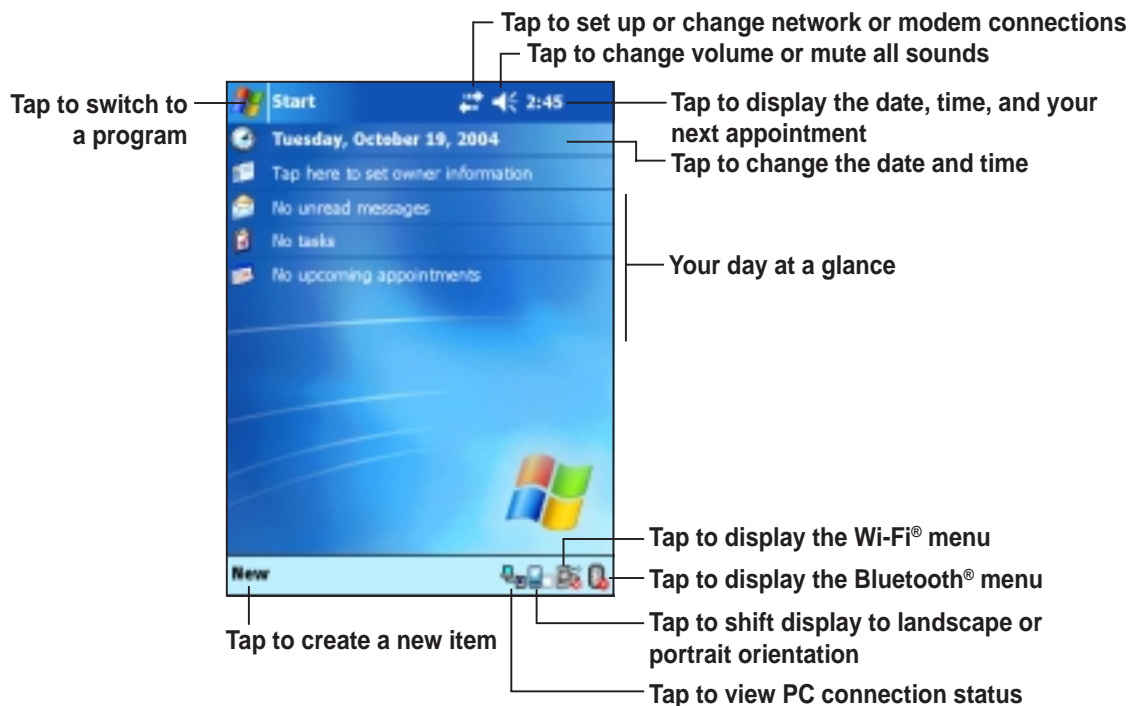 Tap to set up or change network or modem connections
Tap to change volume or mute all sounds
Tap to switch to
a program
Start
2:45
Tap to display the date, time, and your
next appointment
Tuesday, October 19, 2004
Tap to change the date and time
Tap here to set owner information
No unread messages
No tasks
No upcoming appointments
Your day at a glance
Tap to display the Wi-Fi® menu
New
Tap to display the Bluetooth® menu
Tap to create a new item
Tap to shift display to landscape or
portrait orientation
Tap to view PC connection status